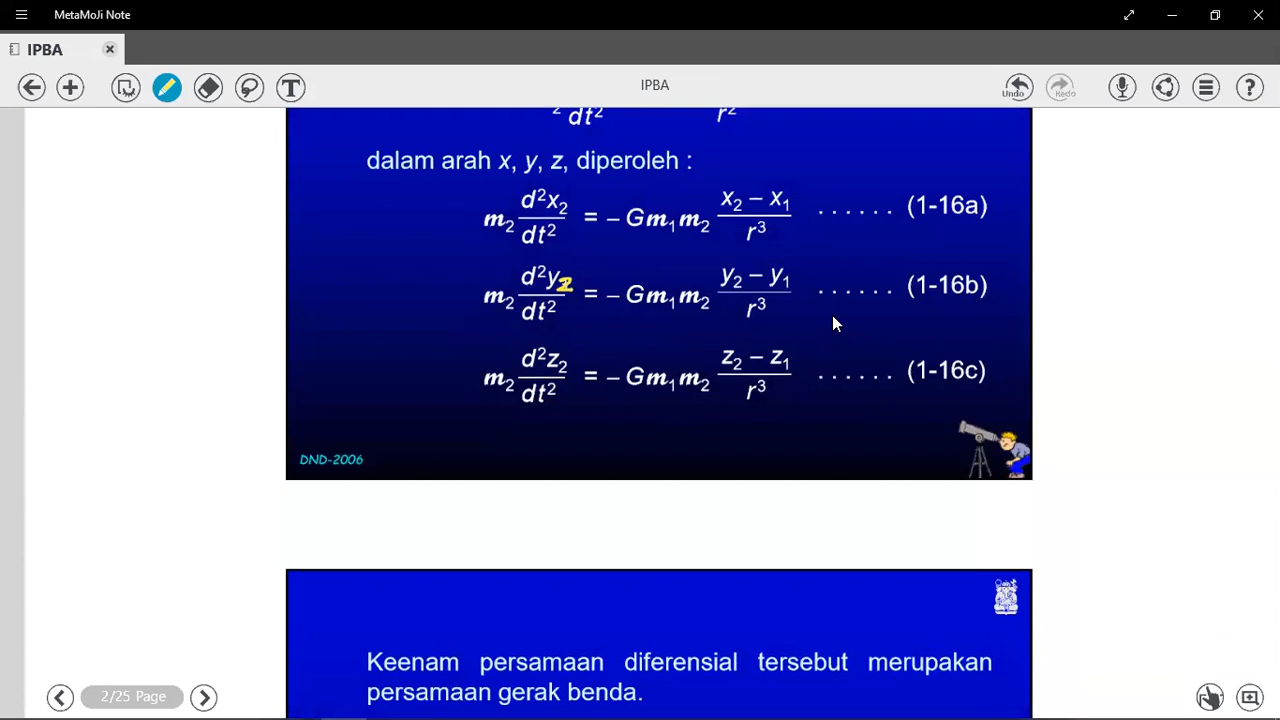 MetaMoJi Note
IPBA
IPBA
Undo
Redo
dt² r²
dalam arah x, y, z, diperoleh :
m₂ d²x₂/dt² = – Gm₁m₂ (x₂ – x₁)/r³ . . . . . . (1-16a)
m₂ d²y₂/dt² = – Gm₁m₂ (y₂ – y₁)/r³ . . . . . . (1-16b)
m₂ d²z₂/dt² = – Gm₁m₂ (z₂ – z₁)/r³ . . . . . . (1-16c)
DND-2006
Keenam persamaan diferensial tersebut merupakan
persamaan gerak benda.
2/25 Page